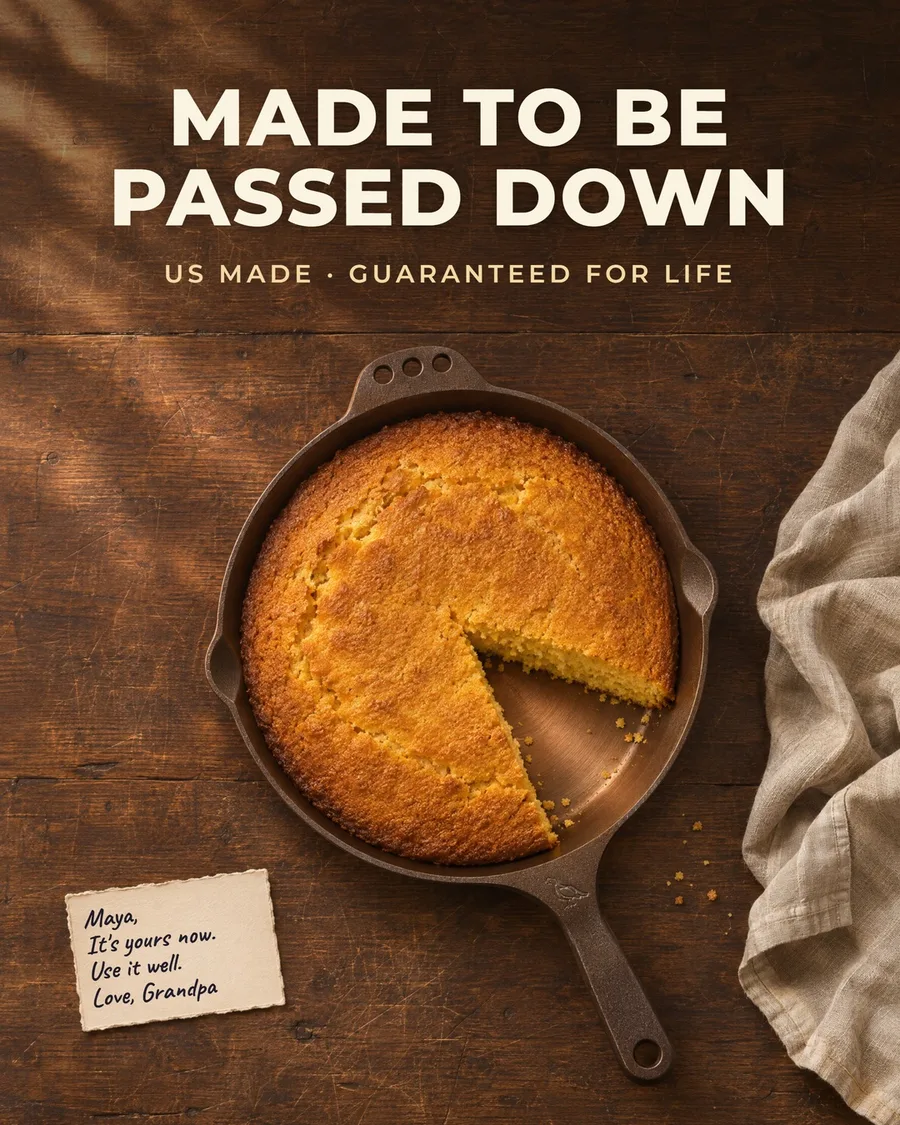 MADE TO BE
PASSED DOWN
US MADE · GUARANTEED FOR LIFE
Maya,
It's yours now.
Use it well.
Love, Grandpa